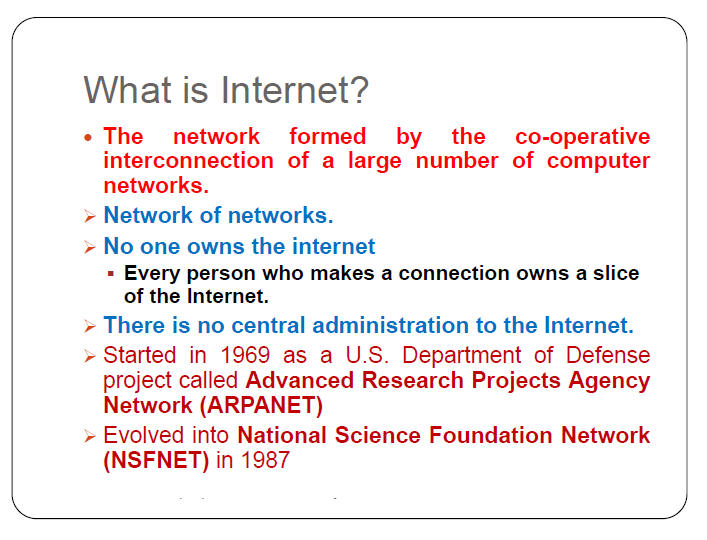 What is Internet?
• The network formed by the co-operative
interconnection of a large number of computer
networks.
➢ Network of networks.
➢ No one owns the internet
▪ Every person who makes a connection owns a slice
of the Internet.
➢ There is no central administration to the Internet.
➢ Started in 1969 as a U.S. Department of Defense
project called Advanced Research Projects Agency
Network (ARPANET)
➢ Evolved into National Science Foundation Network
(NSFNET) in 1987